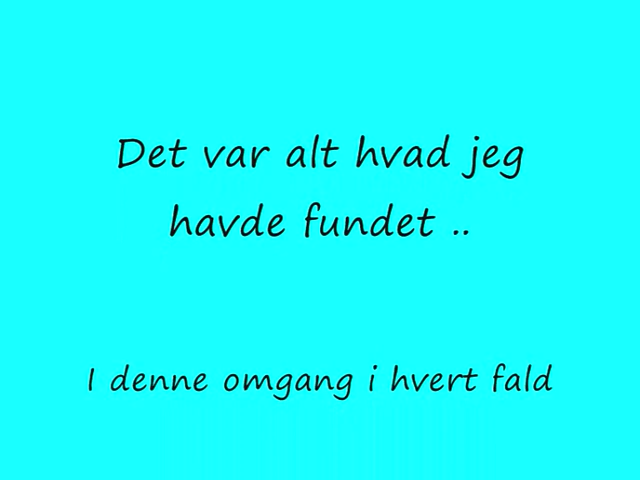 Det var alt hvad jeg
havde fundet ..
I denne omgang i hvert fald